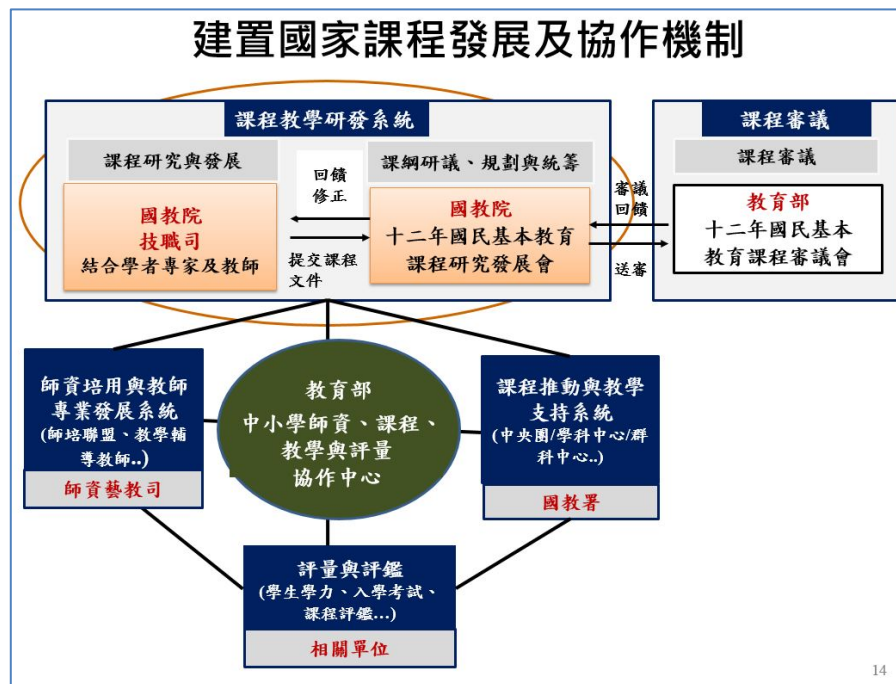 建置國家課程發展及協作機制
課程教學研發系統
課程研究與發展
國教院
技職司
結合學者專家及教師
回饋
修正
提交課程
文件
課綱研議、規劃與統籌
國教院
十二年國民基本教育
課程研究發展會
審議
回饋
送審
課程審議
課程審議
教育部
十二年國民基本
教育課程審議會
師資培用與教師
專業發展系統
(師培聯盟、教學輔
導教師..)
師資藝教司
教育部
中小學師資、課程、
教學與評量
協作中心
課程推動與教學
支持系統
(中央團/學科中心/群
科中心..)
國教署
評量與評鑑
(學生學力、入學考試、
課程評鑑...)
相關單位
14